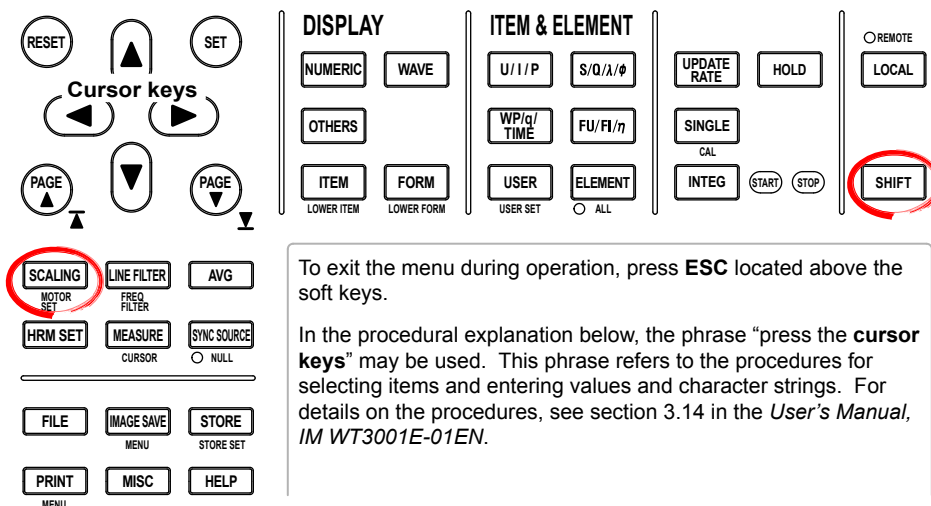 RESET
SET
Cursor keys
PAGE
PAGE
DISPLAY
NUMERIC
WAVE
OTHERS
ITEM
FORM
LOWER ITEM
LOWER FORM
ITEM & ELEMENT
U/I/P
S/Q/λ/φ
WP/q/
TIME
FU/FI/η
USER
ELEMENT
USER SET
ALL
UPDATE
RATE
HOLD
SINGLE
CAL
INTEG
START
STOP
REMOTE
LOCAL
SHIFT
SCALING
LINE FILTER
AVG
MOTOR
SET
FREQ
FILTER
HRM SET
MEASURE
SYNC SOURCE
CURSOR
NULL
FILE
IMAGE SAVE
STORE
MENU
STORE SET
PRINT
MISC
HELP
MENU
To exit the menu during operation, press ESC located above the
soft keys.
In the procedural explanation below, the phrase “press the cursor
keys” may be used. This phrase refers to the procedures for
selecting items and entering values and character strings. For
details on the procedures, see section 3.14 in the User’s Manual,
IM WT3001E-01EN.